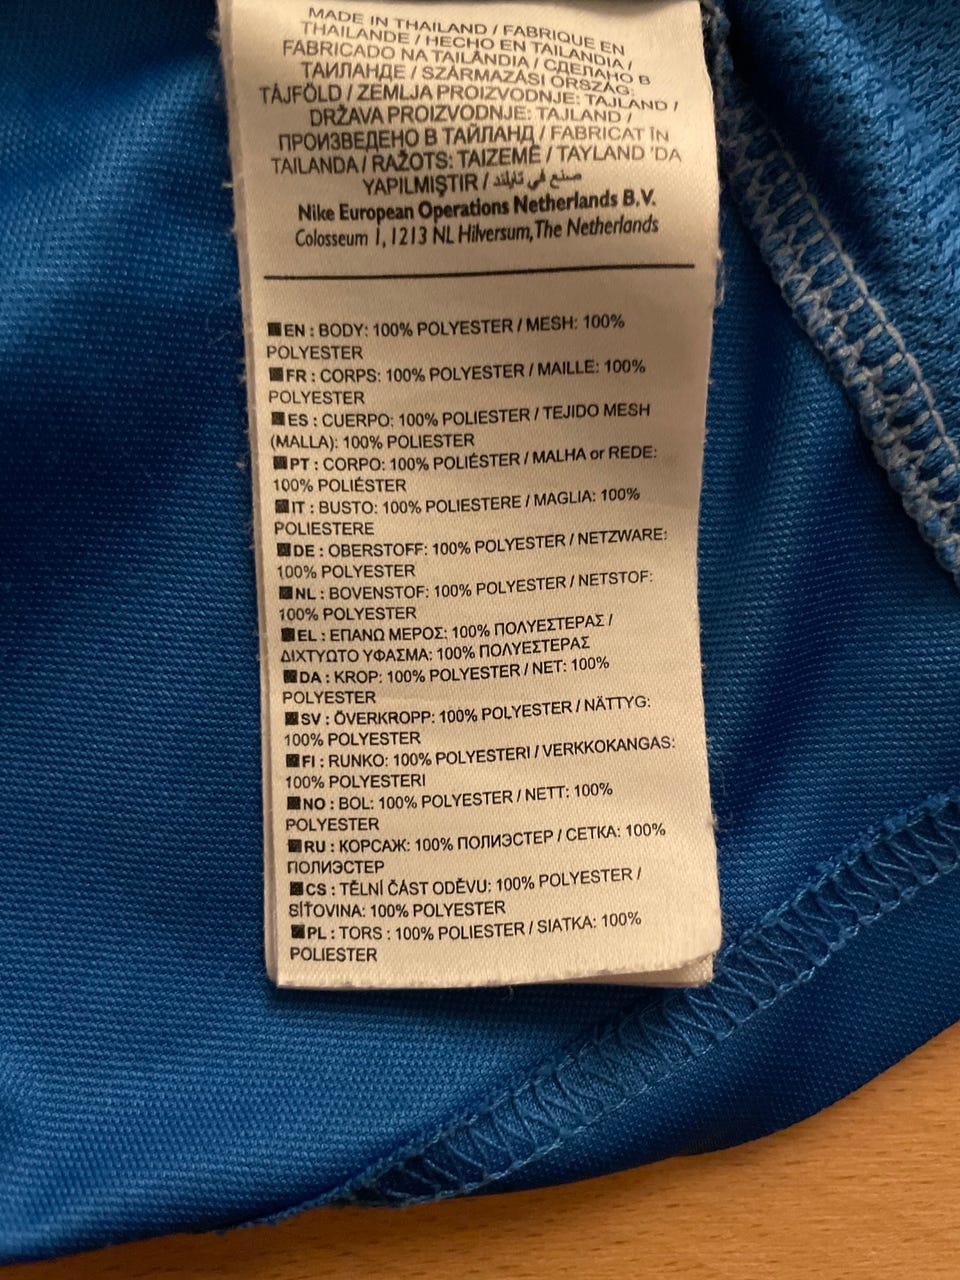 MADE IN THAILAND / FABRIQUE EN
THAILANDE / HECHO EN TAILANDIA /
FABRICADO NA TAILÂNDIA / СДЕЛАНО В
ТАИЛАНДЕ / SZÁRMAZÁSI ORSZÁG:
TÁJFÖLD / ZEMLJA PROIZVODNJE: TAJLAND /
DRŽAVA PROIZVODNJE: TAJLAND /
ПРОИЗВЕДЕНО В ТАЙЛАНД / FABRICAT ÎN
TAILANDA / RAŽOTS: TAIZEME / TAYLAND 'DA
YAPILMIŞTIR / صنع في تايلند
Nike European Operations Netherlands B.V.
Colosseum 1, 1213 NL Hilversum, The Netherlands
EN : BODY: 100% POLYESTER / MESH: 100%
POLYESTER
FR : CORPS: 100% POLYESTER / MAILLE: 100%
POLYESTER
ES : CUERPO: 100% POLIESTER / TEJIDO MESH
(MALLA): 100% POLIESTER
PT : CORPO: 100% POLIÉSTER / MALHA or REDE:
100% POLIÉSTER
IT : BUSTO: 100% POLIESTERE / MAGLIA: 100%
POLIESTERE
DE : OBERSTOFF: 100% POLYESTER / NETZWARE:
100% POLYESTER
NL : BOVENSTOF: 100% POLYESTER / NETSTOF:
100% POLYESTER
EL : ΕΠΑΝΩ ΜΕΡΟΣ: 100% ΠΟΛΥΕΣΤΕΡΑΣ /
ΔΙΧΤΥΩΤΟ ΥΦΑΣΜΑ: 100% ΠΟΛΥΕΣΤΕΡΑΣ
DA : KROP: 100% POLYESTER / NET: 100%
POLYESTER
SV : ÖVERKROPP: 100% POLYESTER / NÄTTYG:
100% POLYESTER
FI : RUNKO: 100% POLYESTERI / VERKKOKANGAS:
100% POLYESTERI
NO : BOL: 100% POLYESTER / NETT: 100%
POLYESTER
RU : КОРСАЖ: 100% ПОЛИЭСТЕР / СЕТКА: 100%
ПОЛИЭСТЕР
CS : TĚLNÍ ČÁST ODĚVU: 100% POLYESTER /
SÍŤOVINA: 100% POLYESTER
PL : TORS : 100% POLIESTER / SIATKA: 100%
POLIESTER